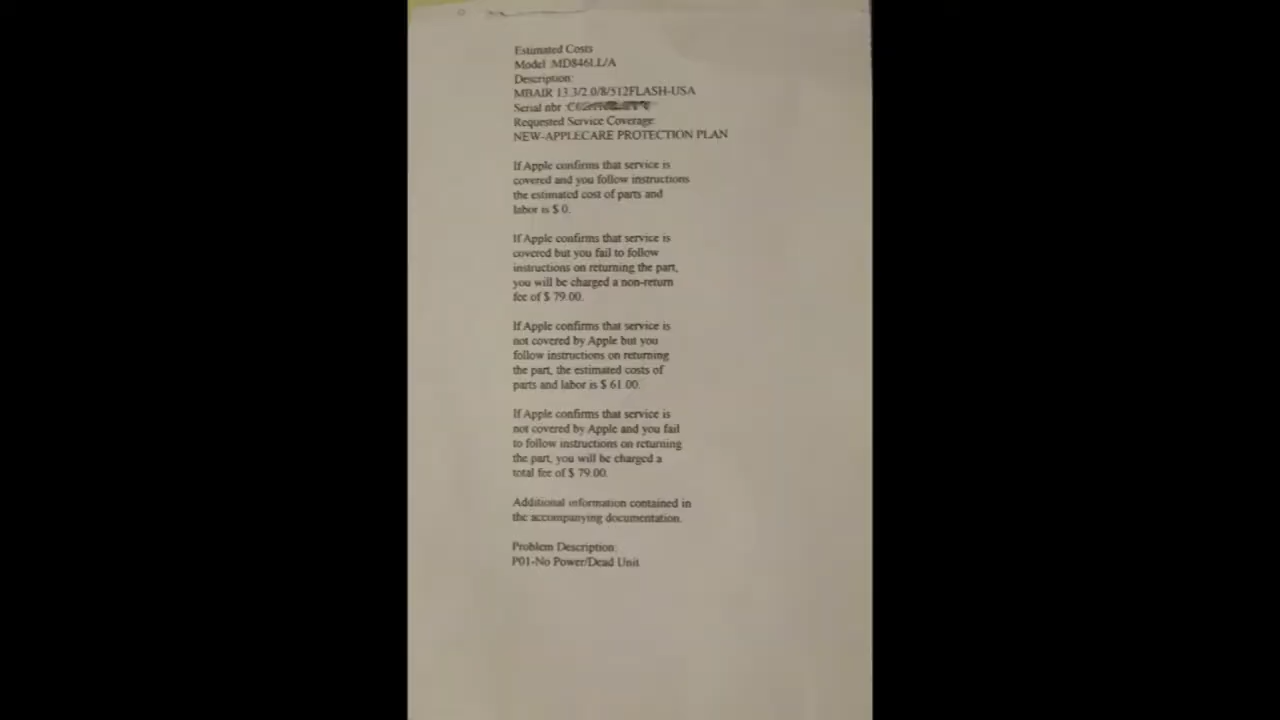 Estimated Costs
Model :MD846LL/A
Description:
MBAIR 13.3/2.0/8/512FLASH-USA
Serial nbr :C
Requested Service Coverage:
NEW-APPLECARE PROTECTION PLAN
If Apple confirms that service is
covered and you follow instructions
the estimated cost of parts and
labor is $ 0.
If Apple confirms that service is
covered but you fail to follow
instructions on returning the part,
you will be charged a non-return
fee of $ 79.00.
If Apple confirms that service is
not covered by Apple but you
follow instructions on returning
the part, the estimated costs of
parts and labor is $ 61.00.
If Apple confirms that service is
not covered by Apple and you fail
to follow instructions on returning
the part, you will be charged a
total fee of $ 79.00.
Additional information contained in
the accompanying documentation.
Problem Description:
P01-No Power/Dead Unit